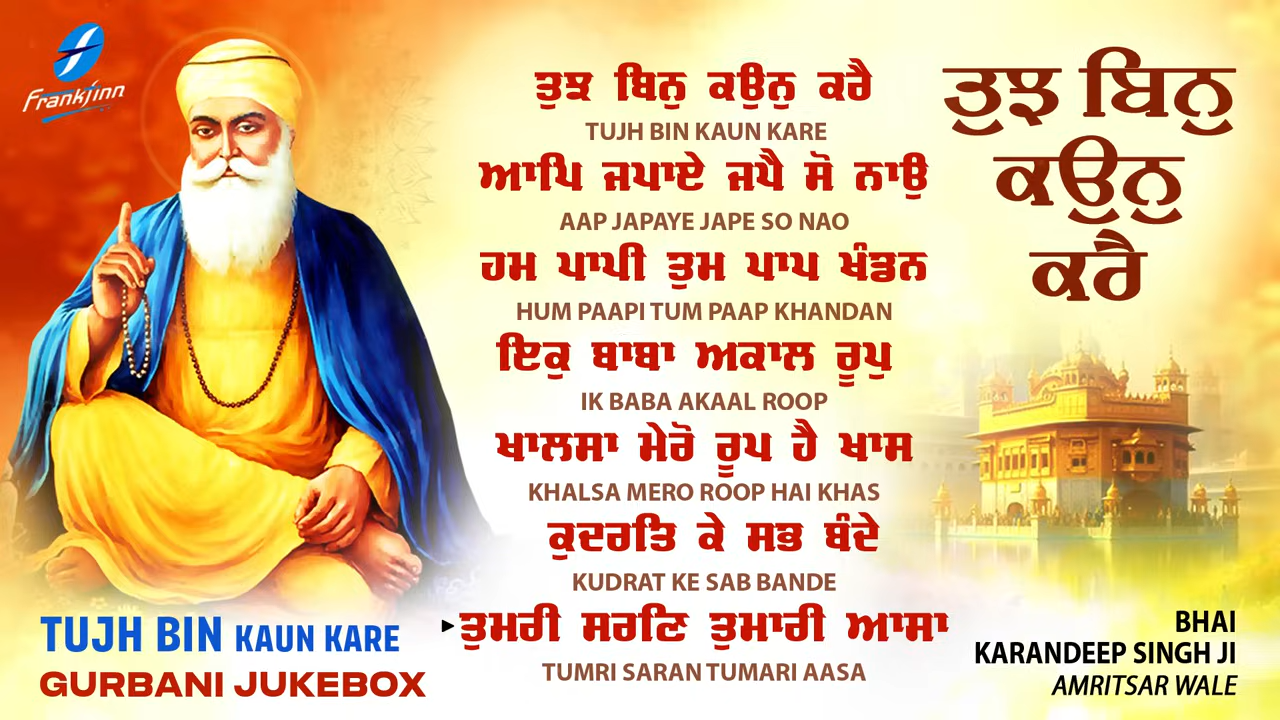 Frankfinn
ਤੁਝ ਬਿਨੁ ਕਉਨੁ ਕਰੈ
TUJH BIN KAUN KARE
ਆਪਿ ਜਪਾਏ ਜਪੈ ਸੋ ਨਾਉ
AAP JAPAYE JAPE SO NAO
ਹਮ ਪਾਪੀ ਤੁਮ ਪਾਪ ਖੰਡਨ
HUM PAAPI TUM PAAP KHANDAN
ਇਕੁ ਬਾਬਾ ਅਕਾਲ ਰੂਪੁ
IK BABA AKAAL ROOP
ਖਾਲਸਾ ਮੇਰੋ ਰੂਪ ਹੈ ਖਾਸ
KHALSA MERO ROOP HAI KHAS
ਕੁਦਰਤਿ ਕੇ ਸਭ ਬੰਦੇ
KUDRAT KE SAB BANDE
ਤੁਮਰੀ ਸਰਣਿ ਤੁਮਾਰੀ ਆਸਾ
TUMRI SARAN TUMARI AASA
ਤੁਝ ਬਿਨੁ
ਕਉਨੁ
ਕਰੈ
TUJH BIN KAUN KARE
GURBANI JUKEBOX
BHAI
KARANDEEP SINGH JI
AMRITSAR WALE